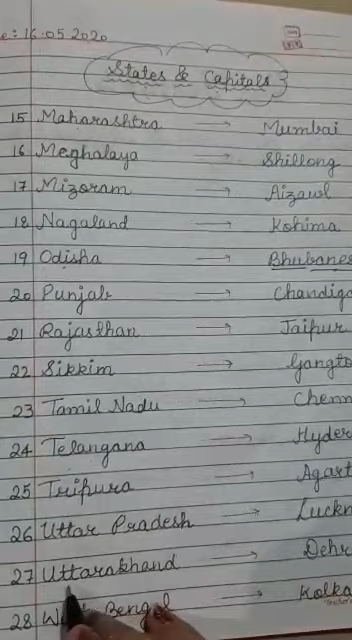 e: 16.05.2020
States & Capitals
15 Maharashtra → Mumbai
16 Meghalaya → Shillong
17 Mizoram → Aizawl
18 Nagaland → Kohima
19 Odisha → Bhubanes
20 Punjab → Chandiga
21 Rajasthan → Jaipur
22 Sikkim → Gangto
23 Tamil Nadu → Chenn
24 Telangana → Hyder
25 Tripura → Agart
26 Uttar Pradesh → Luckn
27 Uttarakhand → Dehr
28 Bengal → Kolka